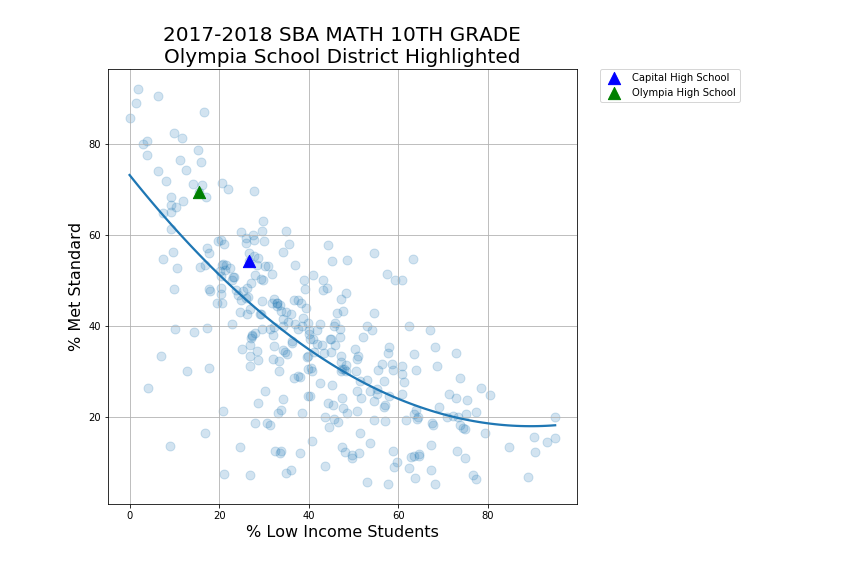 2017-2018 SBA MATH 10TH GRADE
Olympia School District Highlighted
Capital High School
Olympia High School
% Met Standard
80
60
40
20
0
20
40
60
80
% Low Income Students